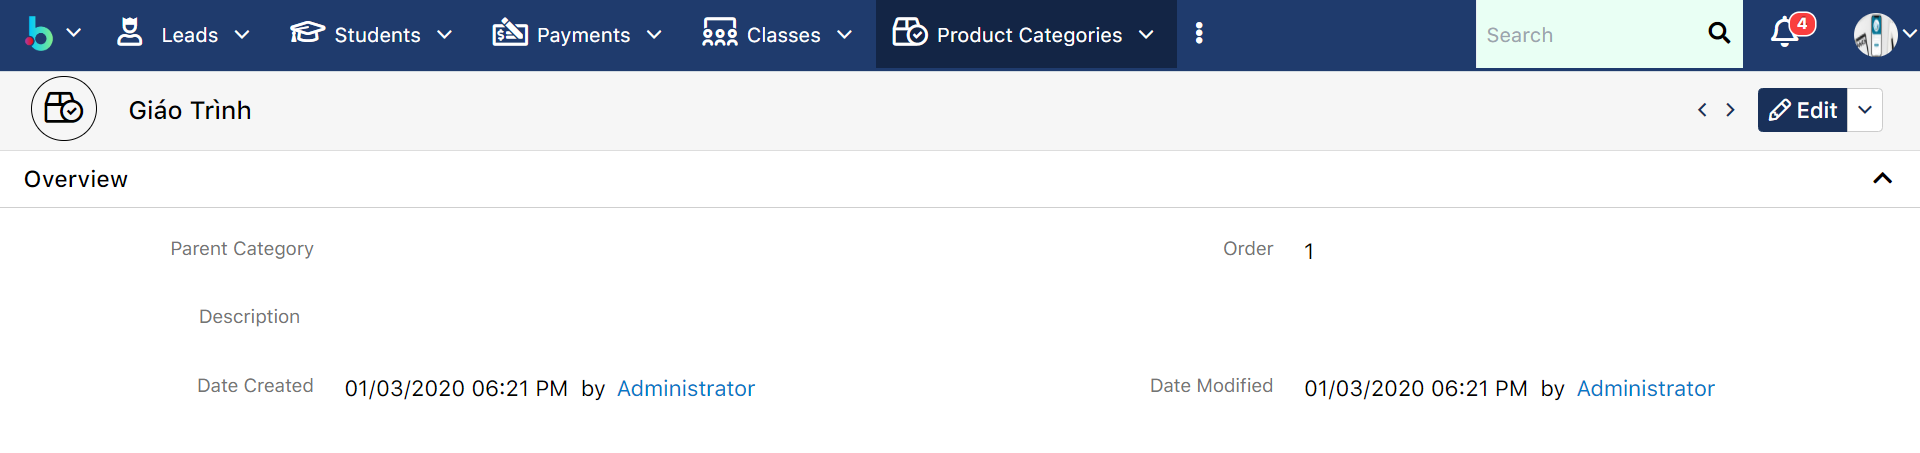 Leads Students Payments Classes Product Categories Search 4
Giáo Trình Edit
Overview
Parent Category Order 1
Description
Date Created 01/03/2020 06:21 PM by Administrator Date Modified 01/03/2020 06:21 PM by Administrator